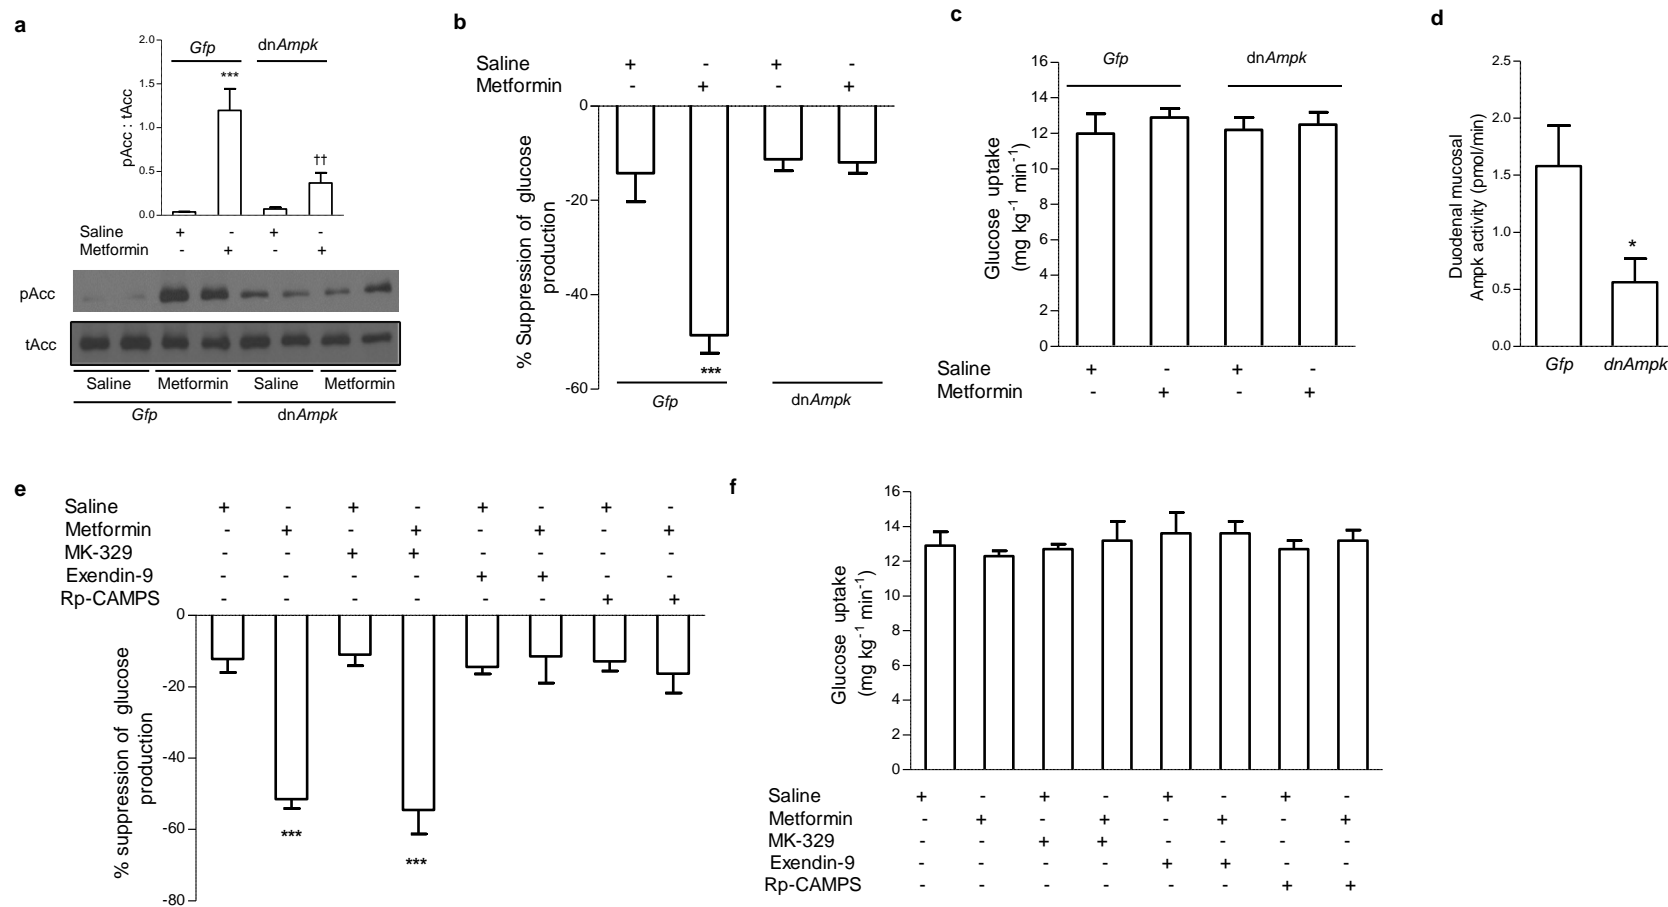 a
2.0
Gfp
dnAmpk
***
1.5
pAcc : tAcc
1.0
0.5
††
0.0
Saline + - + -
Metformin - + - +
pAcc
tAcc
Saline Metformin Saline Metformin
Gfp dnAmpk
b
Saline + - + -
Metformin - + - +
0
-20
-40
-60
% Suppression of glucose
production
***
Gfp dnAmpk
c
16
14
12
10
8
6
4
2
0
Gfp dnAmpk
Glucose uptake
(mg kg-1 min-1)
Saline + - + -
Metformin - + - +
d
2.5
2.0
1.5
1.0
0.5
0.0
Duodenal mucosal
Ampk activity (pmol/min)
*
Gfp dnAmpk
e
Saline + - + - + - + -
Metformin - + - + - + - +
MK-329 - - + + - - - -
Exendin-9 - - - - + + - -
Rp-CAMPS - - - - - - + +
0
-20
-40
-60
-80
% suppression of glucose
production
***
***
f
16
14
12
10
8
6
4
2
0
Glucose uptake
(mg kg-1 min-1)
Saline + - + - + - + -
Metformin - + - + - + - +
MK-329 - - + + - - - -
Exendin-9 - - - - + + - -
Rp-CAMPS - - - - - - + +